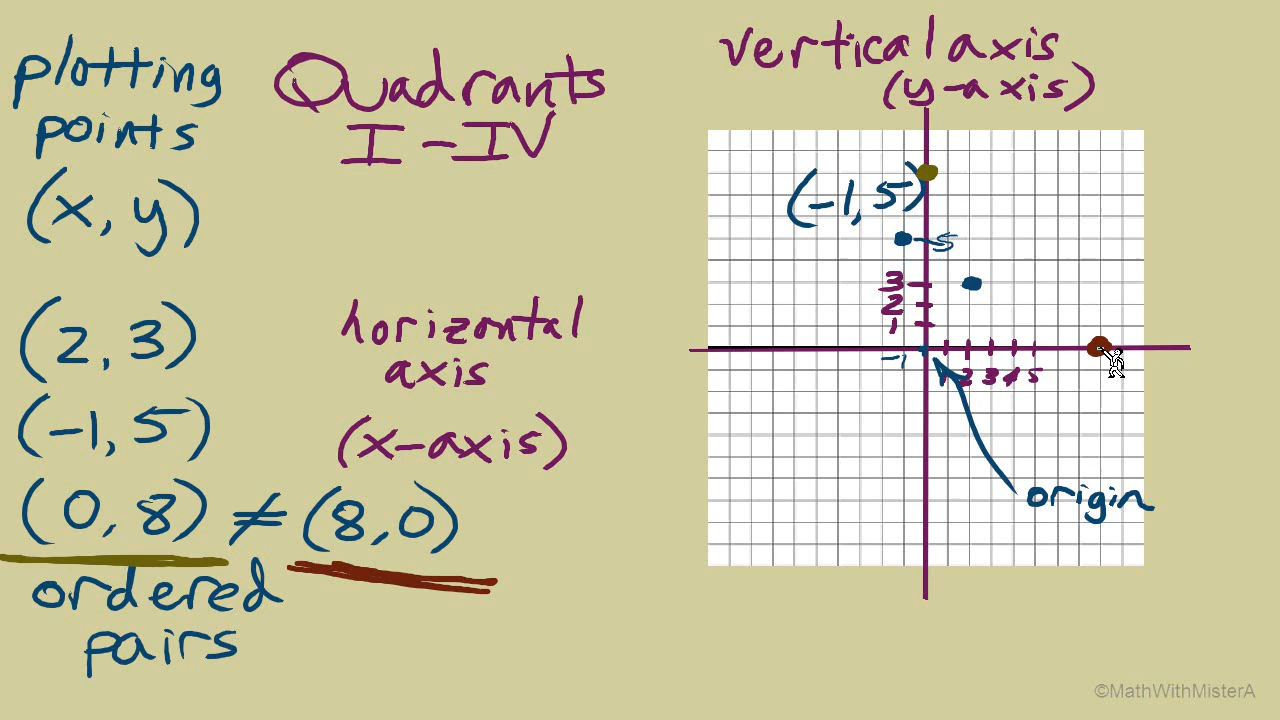 plotting
points
(x, y)
(2, 3)
(-1, 5)
(0, 8) ≠ (8,0)
ordered
pairs
Quadrants
I-IV
horizontal
axis
(x-axis)
vertical axis
(y-axis)
(-1, 5)
5
3
2
1
-1
1 2 3 4 5
origin
©MathWithMisterA